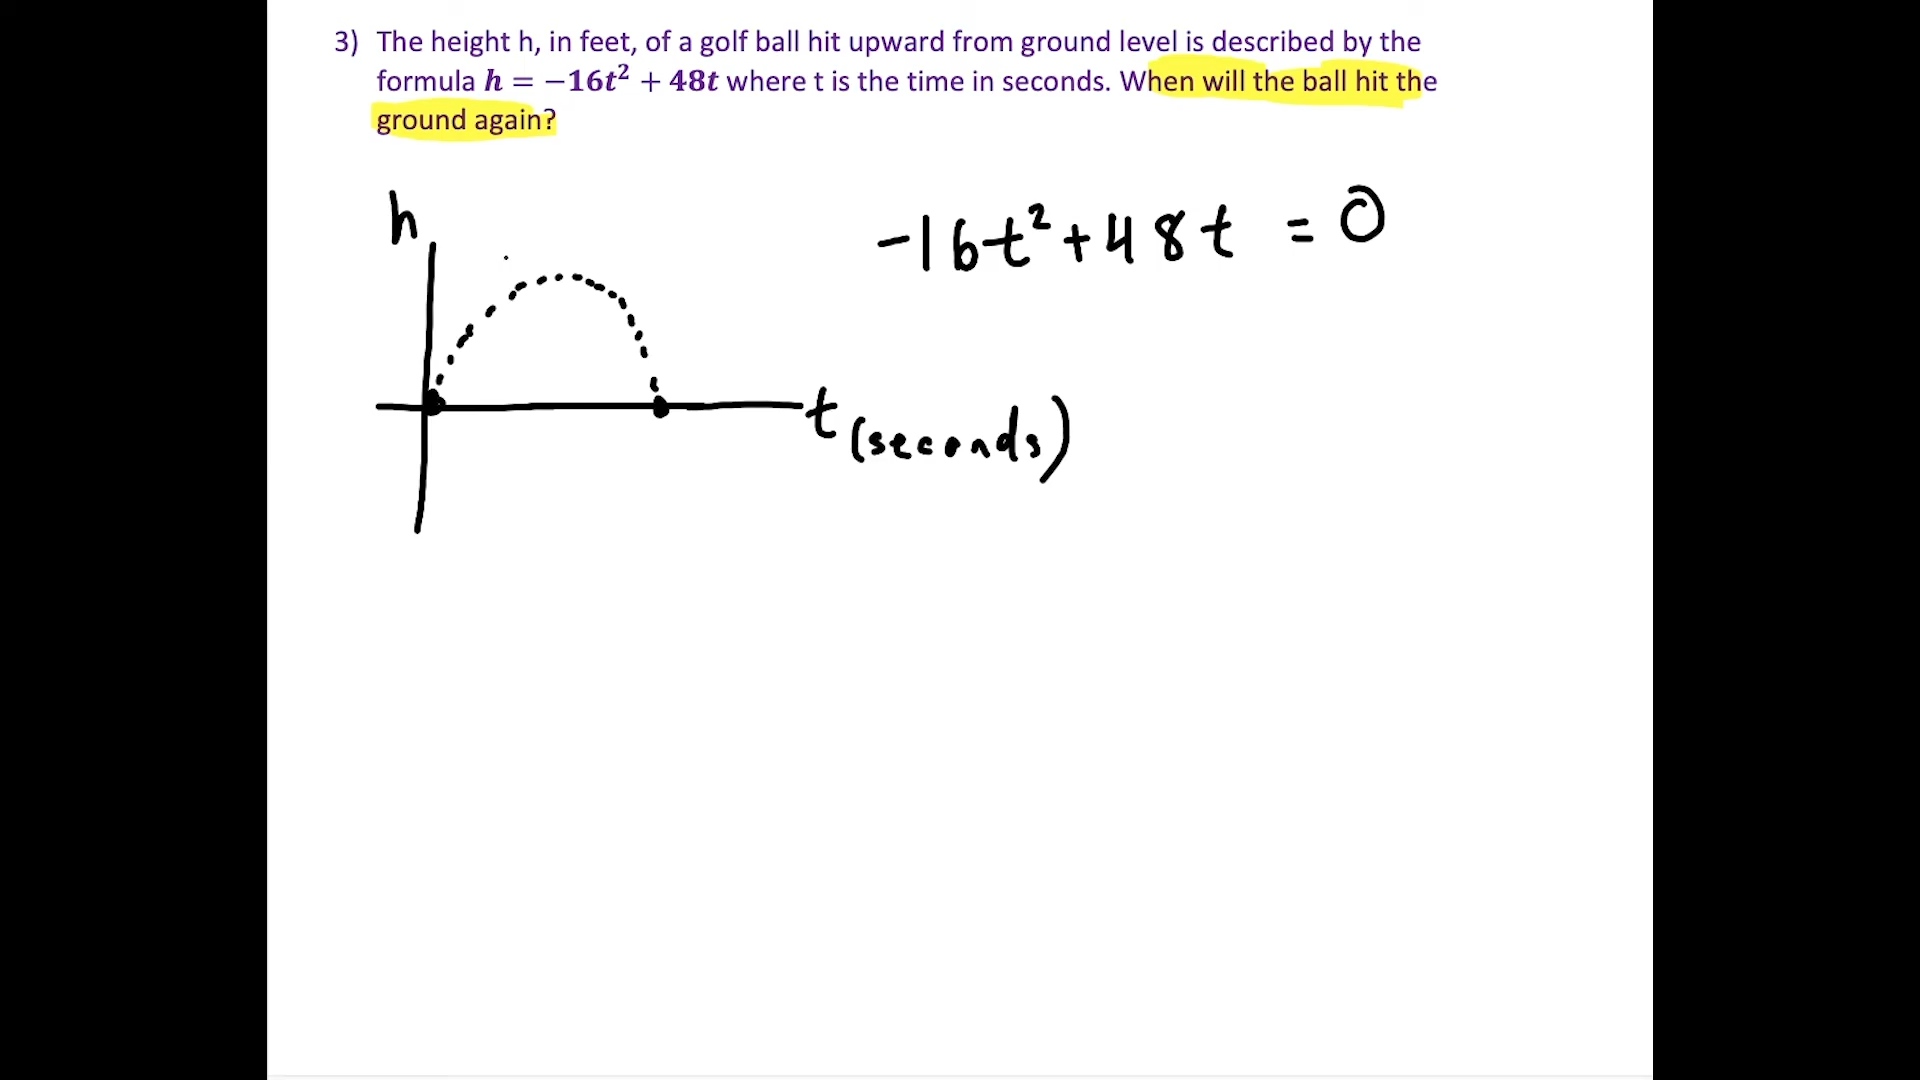 3) The height h, in feet, of a golf ball hit upward from ground level is described by the
formula h = −16t² + 48t where t is the time in seconds. When will the ball hit the
ground again?
h
-16t²+48t = 0
t (seconds)